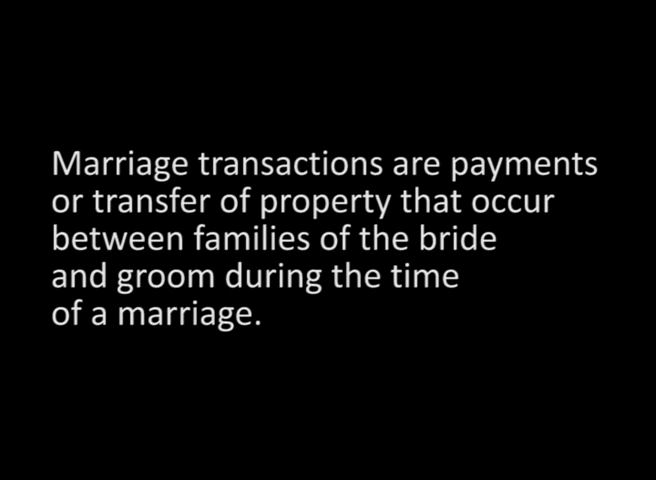 Marriage transactions are payments
or transfer of property that occur
between families of the bride
and groom during the time
of a marriage.